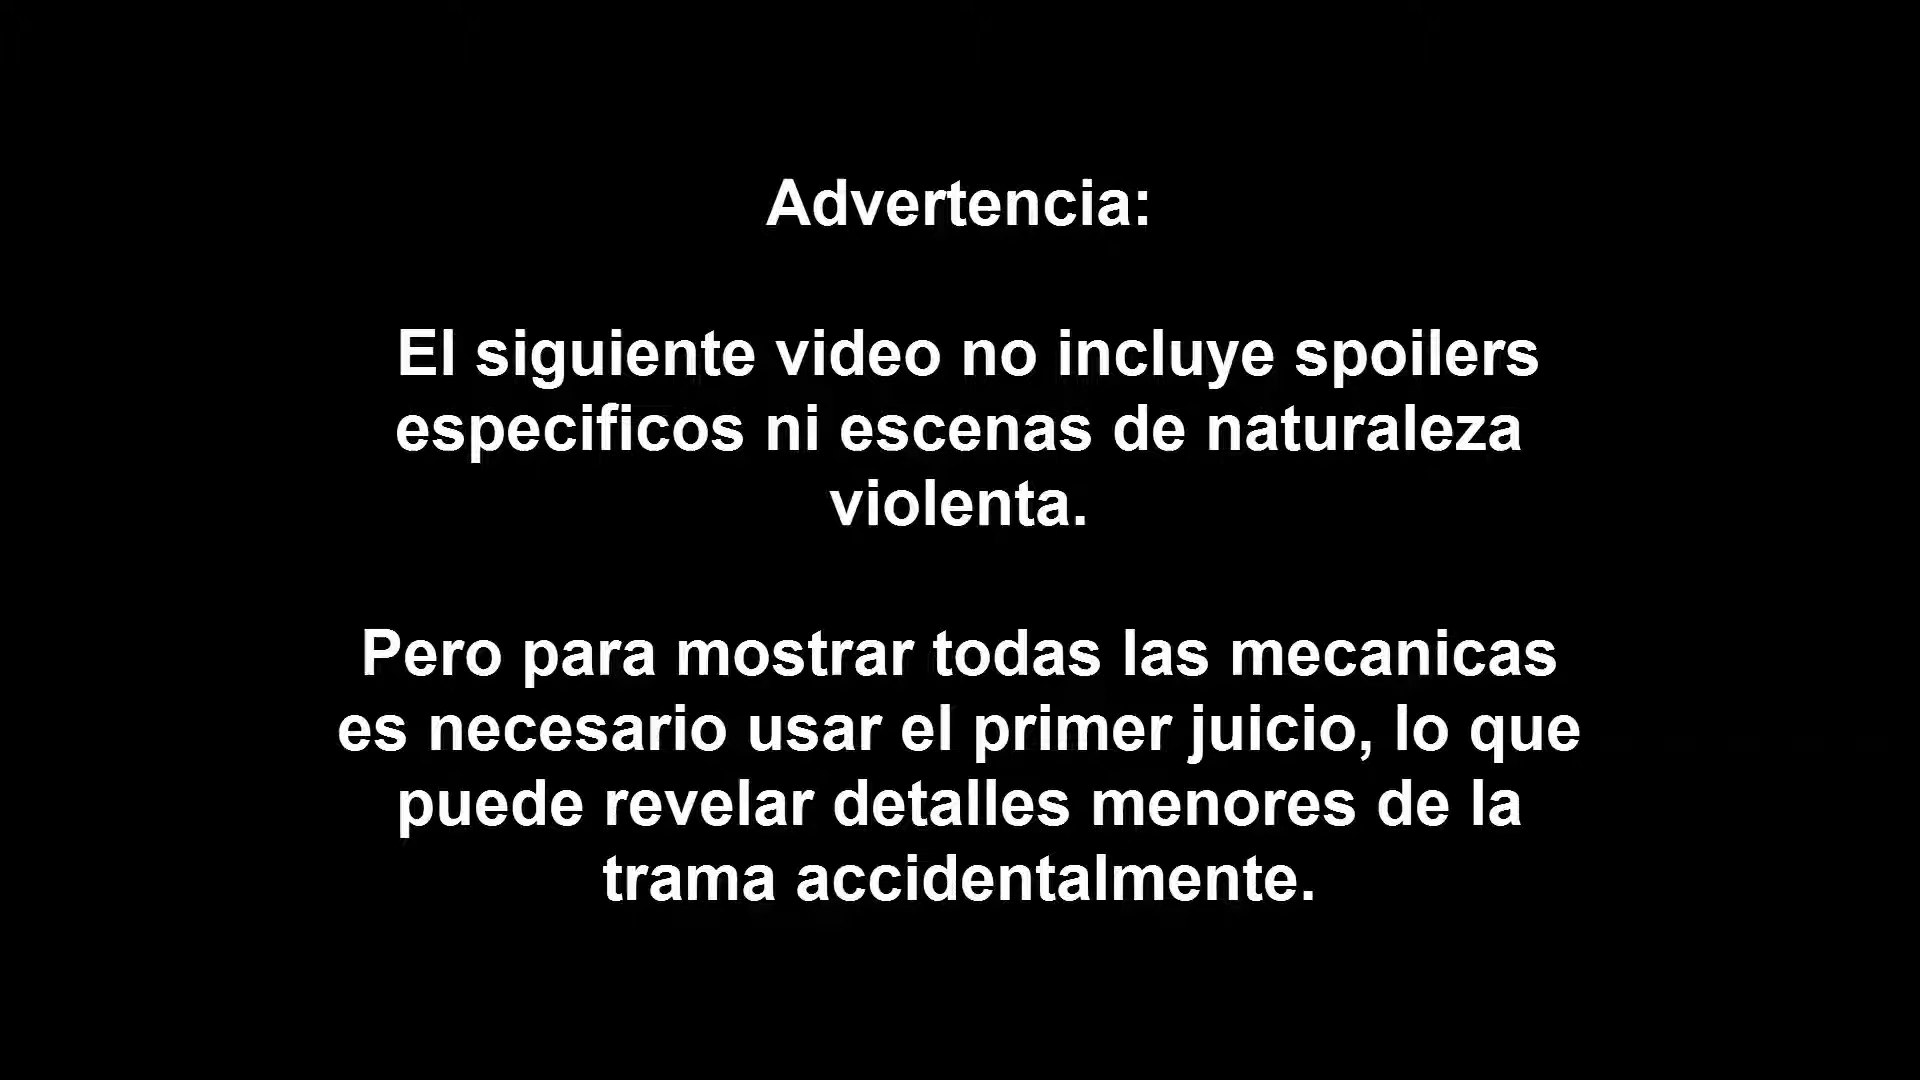 Advertencia:
El siguiente video no incluye spoilers
especificos ni escenas de naturaleza
violenta.
Pero para mostrar todas las mecanicas
es necesario usar el primer juicio, lo que
puede revelar detalles menores de la
trama accidentalmente.